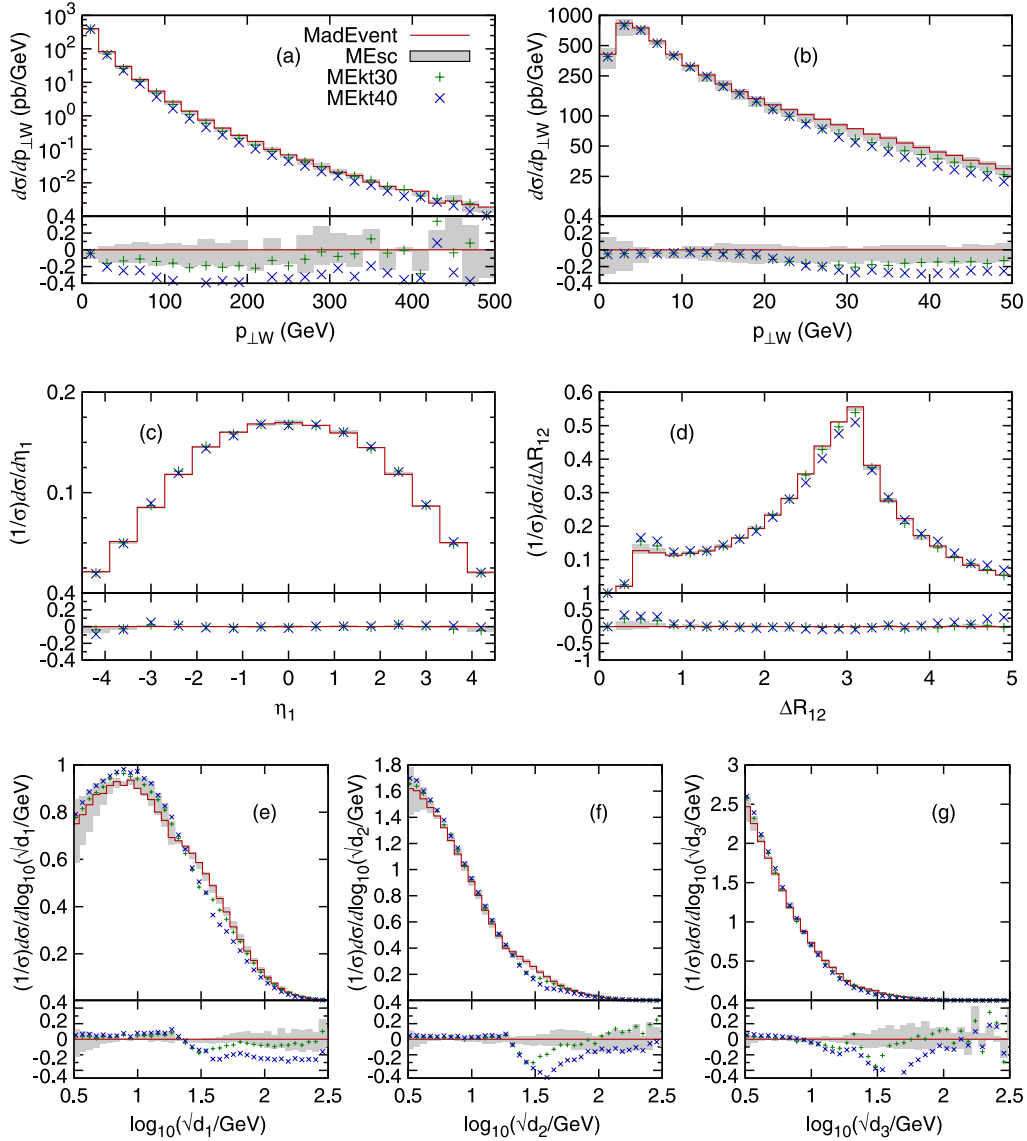 dσ/dp⊥W (pb/GeV)
10³
10²
10¹
10⁰
10⁻¹
10⁻²
(a)
MadEvent
MEsc
MEkt30
MEkt40
0.4
0.2
0
-0.2
-0.4
0 100 200 300 400 500
p⊥W (GeV)
dσ/dp⊥W (pb/GeV)
1000
500
250
50
25
(b)
0.4
0.2
0
-0.2
-0.4
0 10 20 30 40 50
p⊥W (GeV)
(1/σ)dσ/dη₁
0.2
0.1
(c)
0.4
0.2
0
-0.2
-0.4
-4 -3 -2 -1 0 1 2 3 4
η₁
(1/σ)dσ/dΔR₁₂
0.6
0.5
0.4
0.3
0.2
0.1
(d)
1
0.5
0
-0.5
-1
0 1 2 3 4 5
ΔR₁₂
(1/σ)dσ/dlog₁₀(√d₁/GeV)
1
0.8
0.6
0.4
0.2
(e)
0.4
0.2
0
-0.2
-0.4
0.5 1 1.5 2 2.5
log₁₀(√d₁/GeV)
(1/σ)dσ/dlog₁₀(√d₂/GeV)
1.8
1.6
1.4
1.2
1
0.8
0.6
0.4
0.2
(f)
0.4
0.2
0
-0.2
-0.4
0.5 1 1.5 2 2.5
log₁₀(√d₂/GeV)
(1/σ)dσ/dlog₁₀(√d₃/GeV)
3
2.5
2
1.5
1
0.5
(g)
0.4
0.2
0
-0.2
-0.4
0.5 1 1.5 2 2.5
log₁₀(√d₃/GeV)